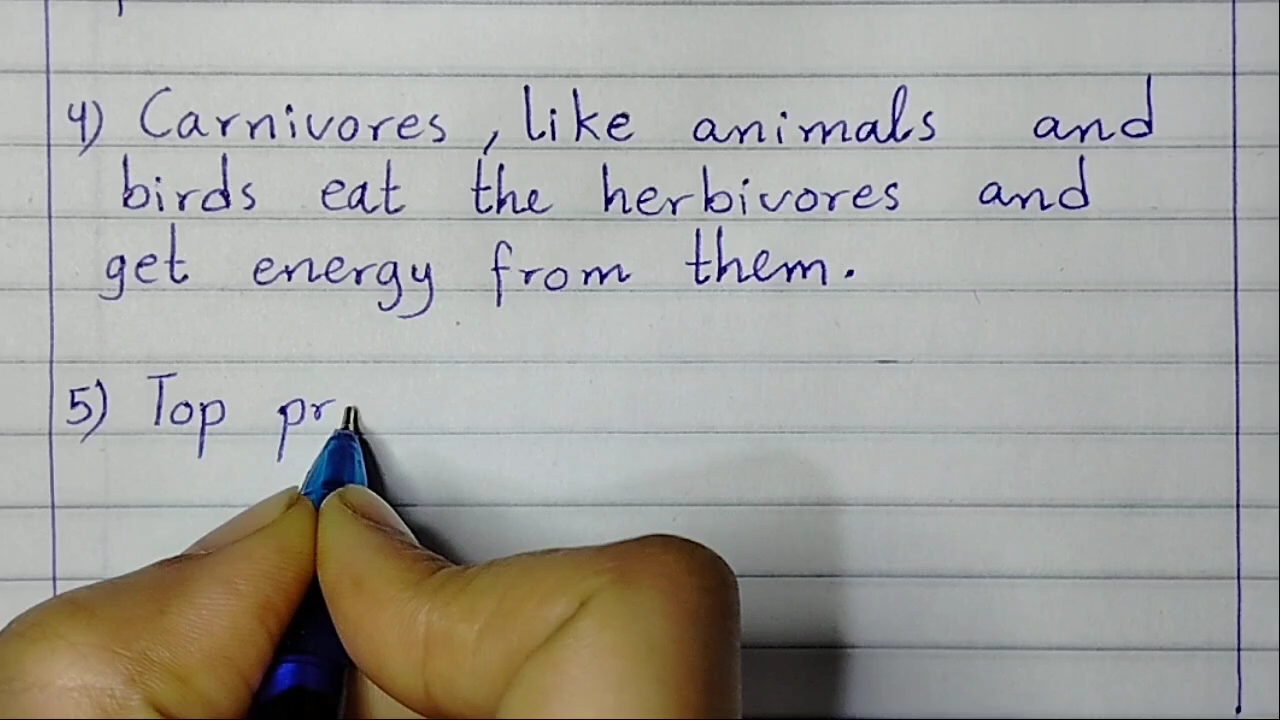 4) Carnivores, like animals and
birds eat the herbivores and
get energy from them.
5) Top pr